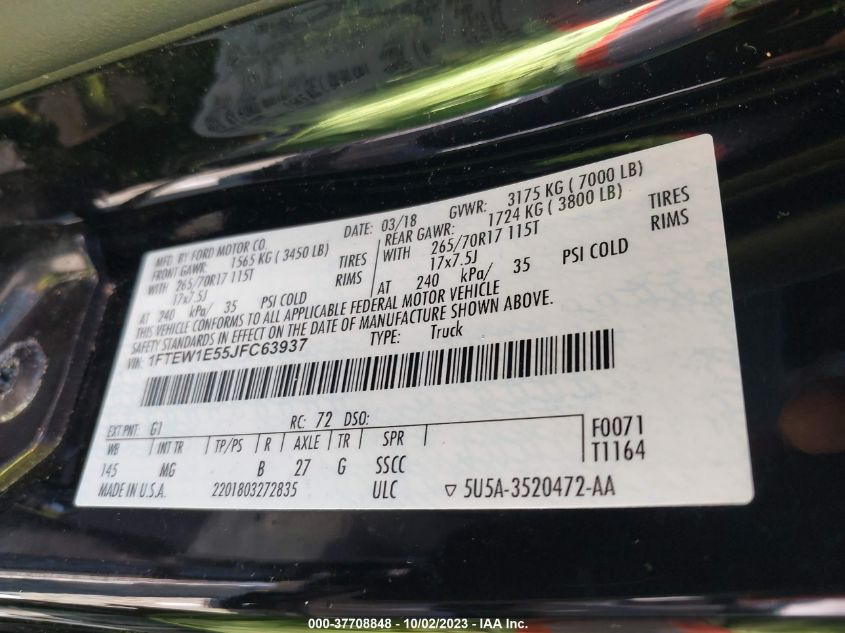 MFD. BY FORD MOTOR CO.
DATE: 03/18 GVWR: 3175 KG ( 7000 LB)
FRONT GAWR: 1565 KG ( 3450 LB)
WITH 265/70R17 115T TIRES
17x7.5J RIMS
AT 240 kPa/ 35 PSI COLD
REAR GAWR: 1724 KG ( 3800 LB)
WITH 265/70R17 115T TIRES
17x7.5J RIMS
AT 240 kPa/ 35 PSI COLD
THIS VEHICLE CONFORMS TO ALL APPLICABLE FEDERAL MOTOR VEHICLE
SAFETY STANDARDS IN EFFECT ON THE DATE OF MANUFACTURE SHOWN ABOVE.
VIN: 1FTEW1E55JFC63937 TYPE: Truck
EXT PNT: G1 RC: 72 DSO:
WB INT TR TP/PS R AXLE TR SPR
145 MG B 27 G SSCC
F0071
T1164
MADE IN U.S.A. 2201803272835 ULC ▽ 5U5A-3520472-AA
000-37708848 - 10/02/2023 - IAA Inc.